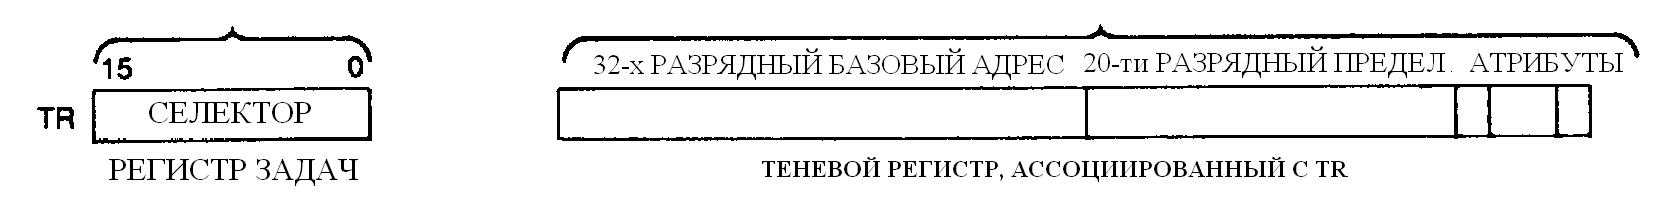 15 0 32-х РАЗРЯДНЫЙ БАЗОВЫЙ АДРЕС 20-ти РАЗРЯДНЫЙ ПРЕДЕЛ АТРИБУТЫ
TR СЕЛЕКТОР
РЕГИСТР ЗАДАЧ ТЕНЕВОЙ РЕГИСТР, АССОЦИИРОВАННЫЙ С TR